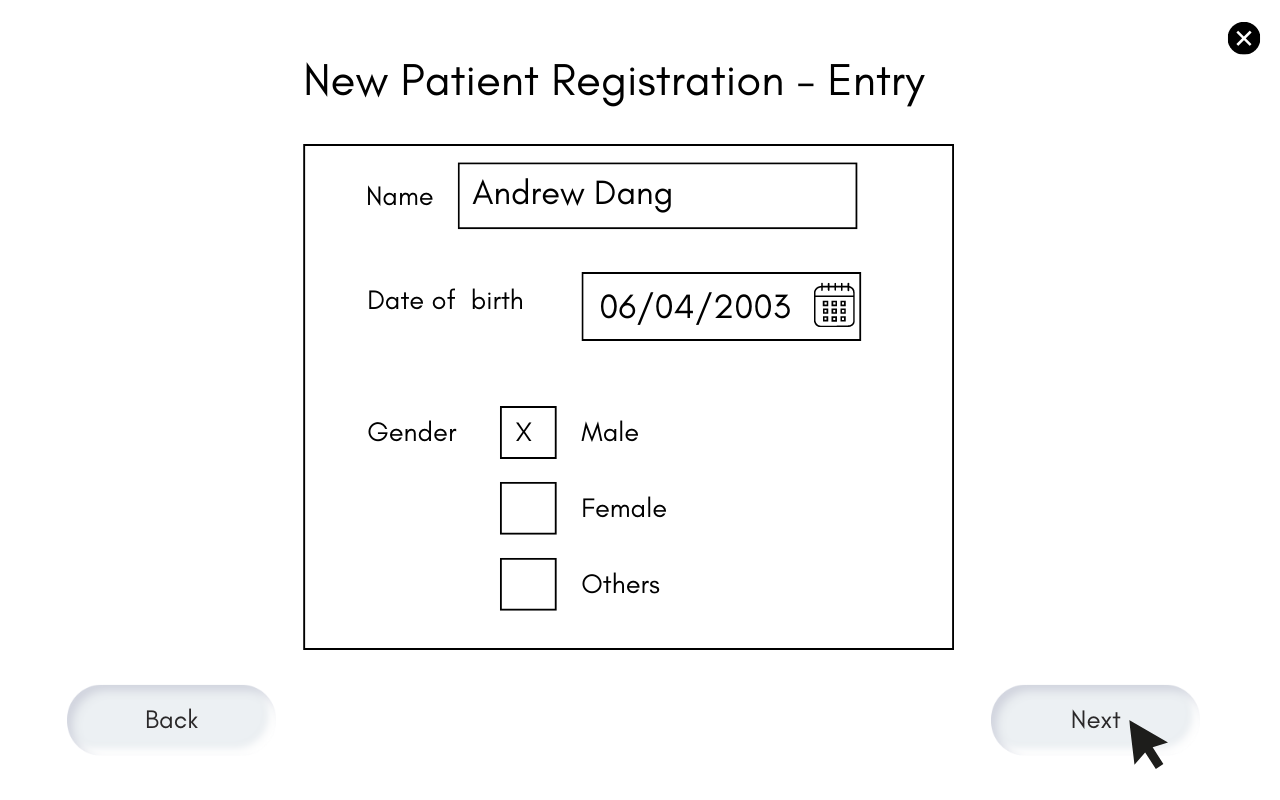 New Patient Registration - Entry
Name Andrew Dang
Date of birth 06/04/2003
Gender X Male
Female
Others
Back Next